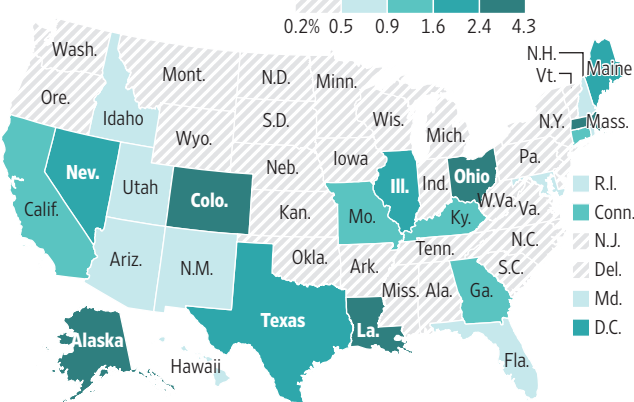 0.2% 0.5 0.9 1.6 2.4 4.3
Wash.
Mont.
N.D.
Minn.
N.H.
Vt.
Maine
Ore.
Idaho
Wyo.
S.D.
Wis.
Mich.
N.Y.
Mass.
Nev.
Utah
Colo.
Neb.
Iowa
Ill.
Ind.
Ohio
Pa.
R.I.
Calif.
Kan.
Mo.
Ky.
W.Va.
Va.
Conn.
Ariz.
N.M.
Okla.
Ark.
Tenn.
N.C.
N.J.
S.C.
Del.
Miss.
Ala.
Ga.
Md.
Texas
La.
D.C.
Alaska
Hawaii
Fla.